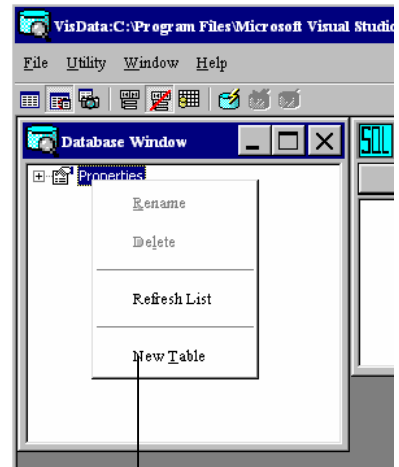 VisData:C:\Program Files\Microsoft Visual Studio
File Utility Window Help
Database Window
SQL
Properties
Rename
Delete
Refresh List
New Table